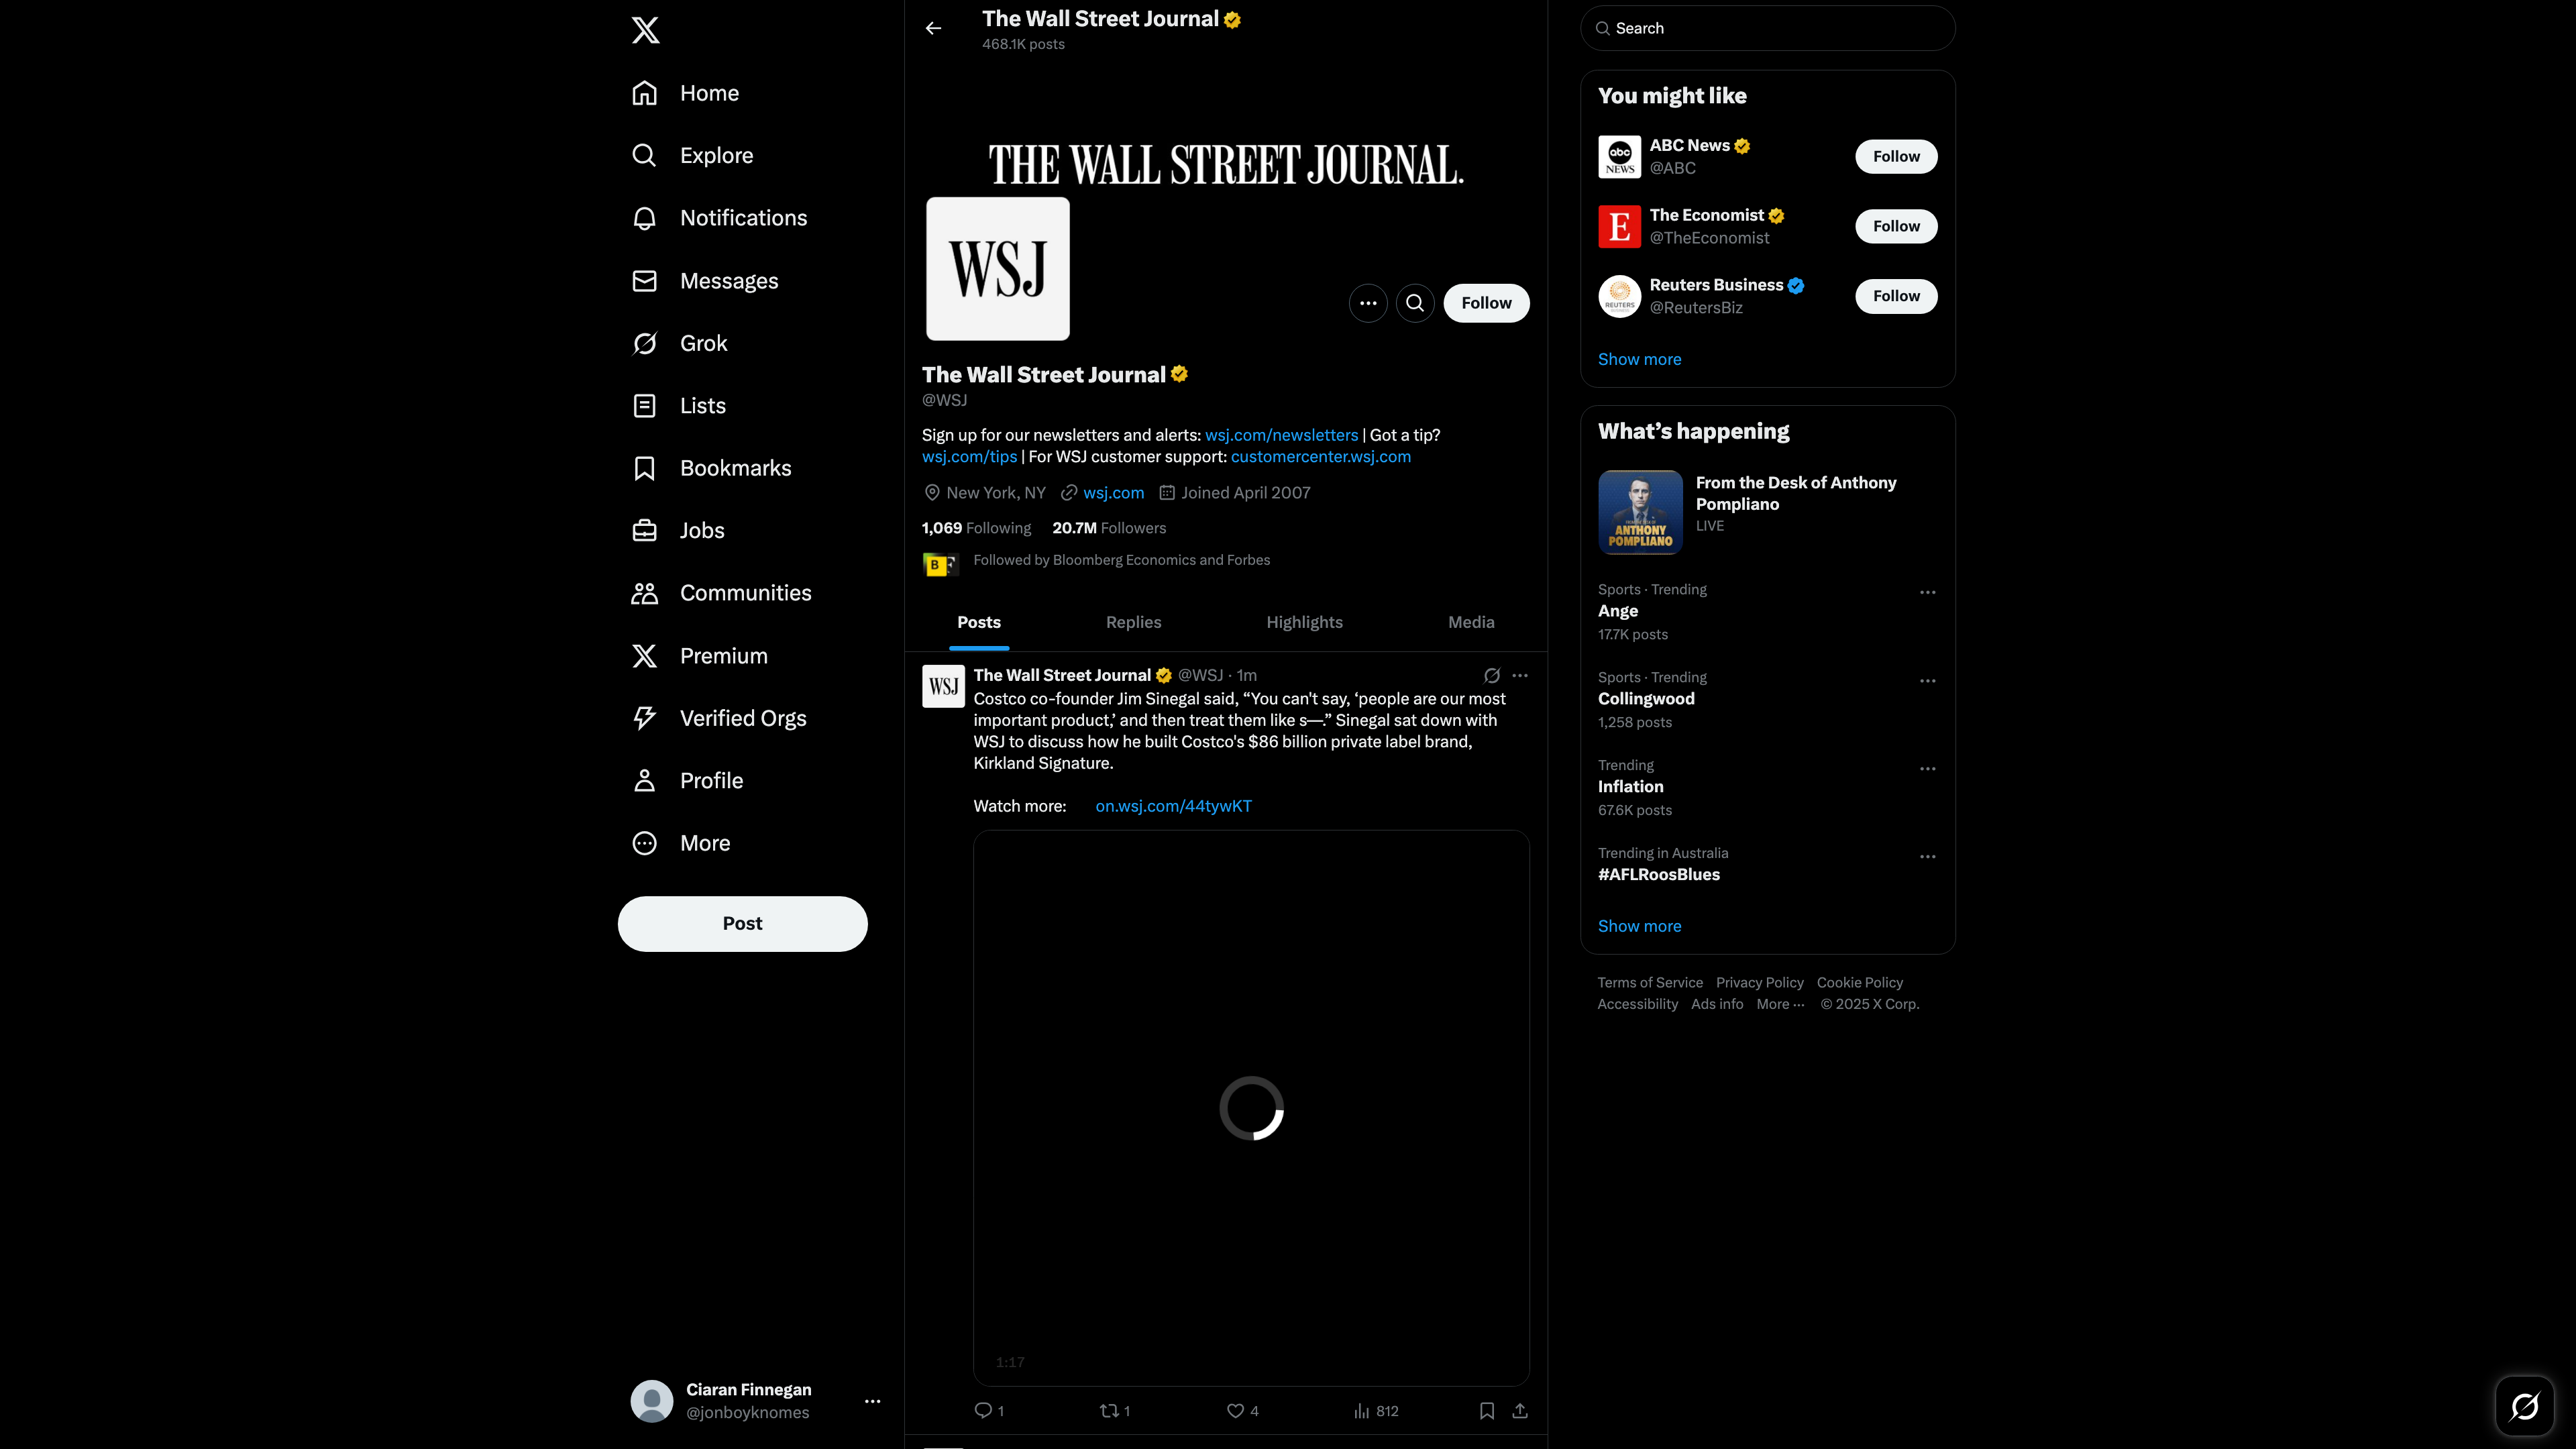 Home
Explore
Notifications
Messages
Grok
Lists
Bookmarks
Jobs
Communities
Premium
Verified Orgs
Profile
More
Post
Ciaran Finnegan
@jonboyknomes
The Wall Street Journal
468.1K posts
THE WALL STREET JOURNAL.
WSJ
Follow
The Wall Street Journal
@WSJ
Sign up for our newsletters and alerts: wsj.com/newsletters | Got a tip?
wsj.com/tips | For WSJ customer support: customercenter.wsj.com
New York, NY wsj.com Joined April 2007
1,069 Following 20.7M Followers
B F Followed by Bloomberg Economics and Forbes
Posts Replies Highlights Media
WSJ
The Wall Street Journal @WSJ · 1m
Costco co-founder Jim Sinegal said, “You can't say, ‘people are our most
important product,’ and then treat them like s—.” Sinegal sat down with
WSJ to discuss how he built Costco's $86 billion private label brand,
Kirkland Signature.
Watch more: on.wsj.com/44tywKT
1:17
1 1 4 812
Search
You might like
abc NEWS
ABC News
@ABC
Follow
E
The Economist
@TheEconomist
Follow
REUTERS
Reuters Business
@ReutersBiz
Follow
Show more
What’s happening
ANTHONY
POMPLIANO
From the Desk of Anthony
Pompliano
LIVE
Sports · Trending
Ange
17.7K posts
Sports · Trending
Collingwood
1,258 posts
Trending
Inflation
67.6K posts
Trending in Australia
#AFLRoosBlues
Show more
Terms of Service Privacy Policy Cookie Policy
Accessibility Ads info More ··· © 2025 X Corp.